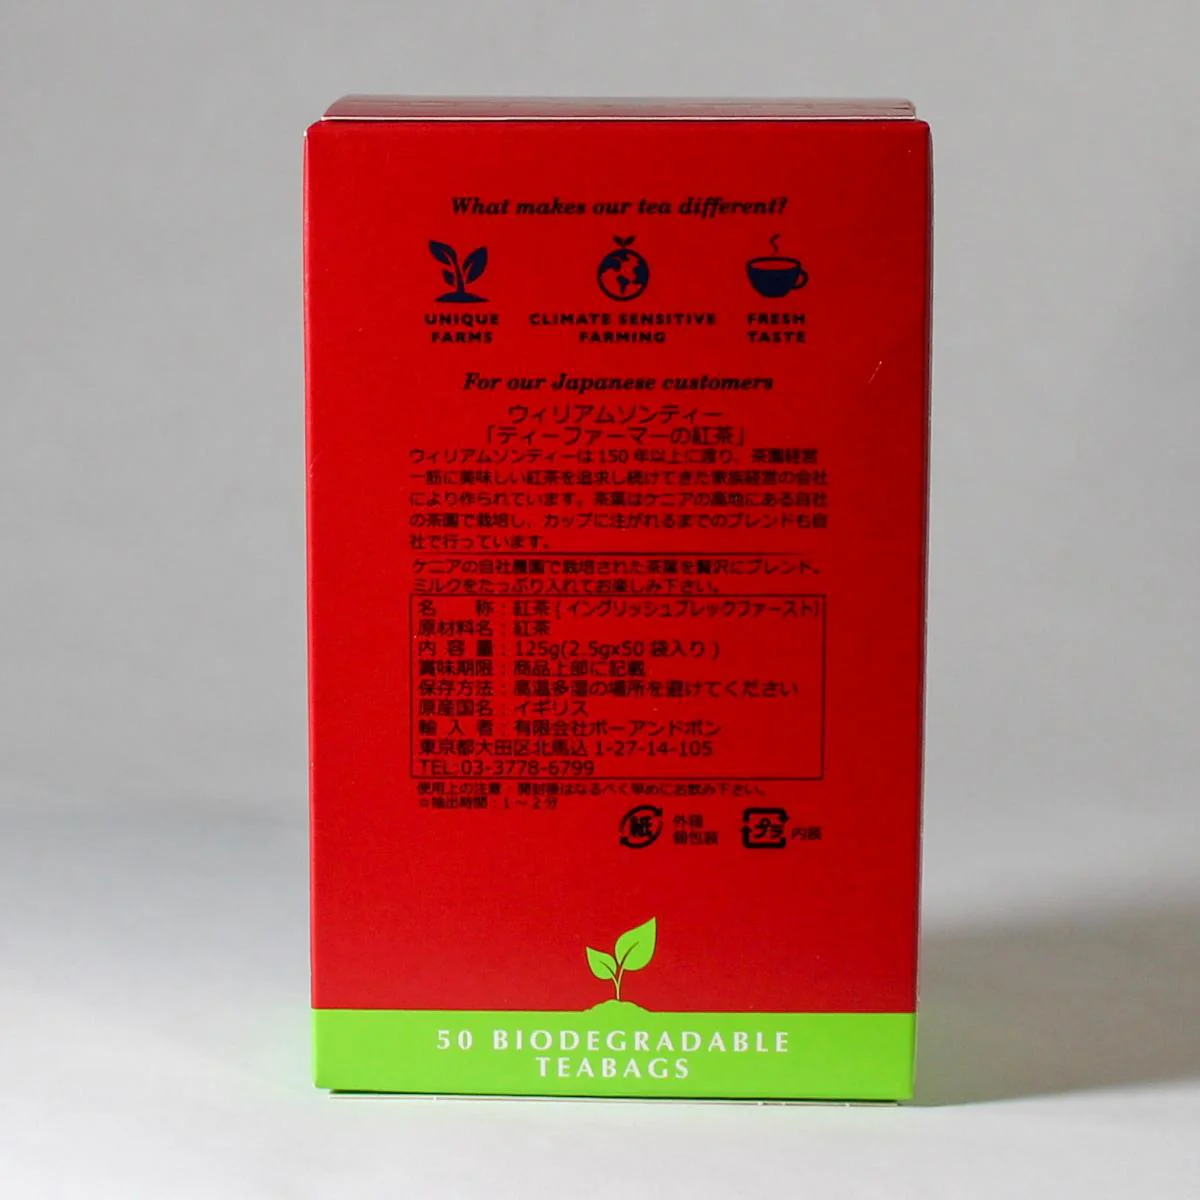 What makes our tea different?
UNIQUE FARMS
CLIMATE SENSITIVE FARMING
FRESH TASTE
For our Japanese customers
ウィリアムソンティー
「ティーファーマーの紅茶」
ウィリアムソンティーは150年以上に渡り、茶園経営
一筋に美味しい紅茶を追求し続けてきた家族経営の会社
により作られています。茶葉はケニアの高地にある自社
の茶園で栽培し、カップに注がれるまでのブレンドも自
社で行っています。
ケニアの自社農園で栽培された茶葉を贅沢にブレンド。
ミルクをたっぷり入れてお楽しみ下さい。
名 称：紅茶(イングリッシュブレックファースト)
原材料名：紅茶
内 容 量：125g(2.5gx50袋入り)
賞味期限：商品上部に記載
保存方法：高温多湿の場所を避けてください
原産国名：イギリス
輸 入 者：有限会社ボーアンドボン
東京都大田区北馬込 1-27-14-105
TEL:03-3778-6799
使用上の注意：開封後はなるべく早めにお飲み下さい。
☆抽出時間：1～2分
紙 外箱 個包装
プラ 内装
50 BIODEGRADABLE
TEABAGS